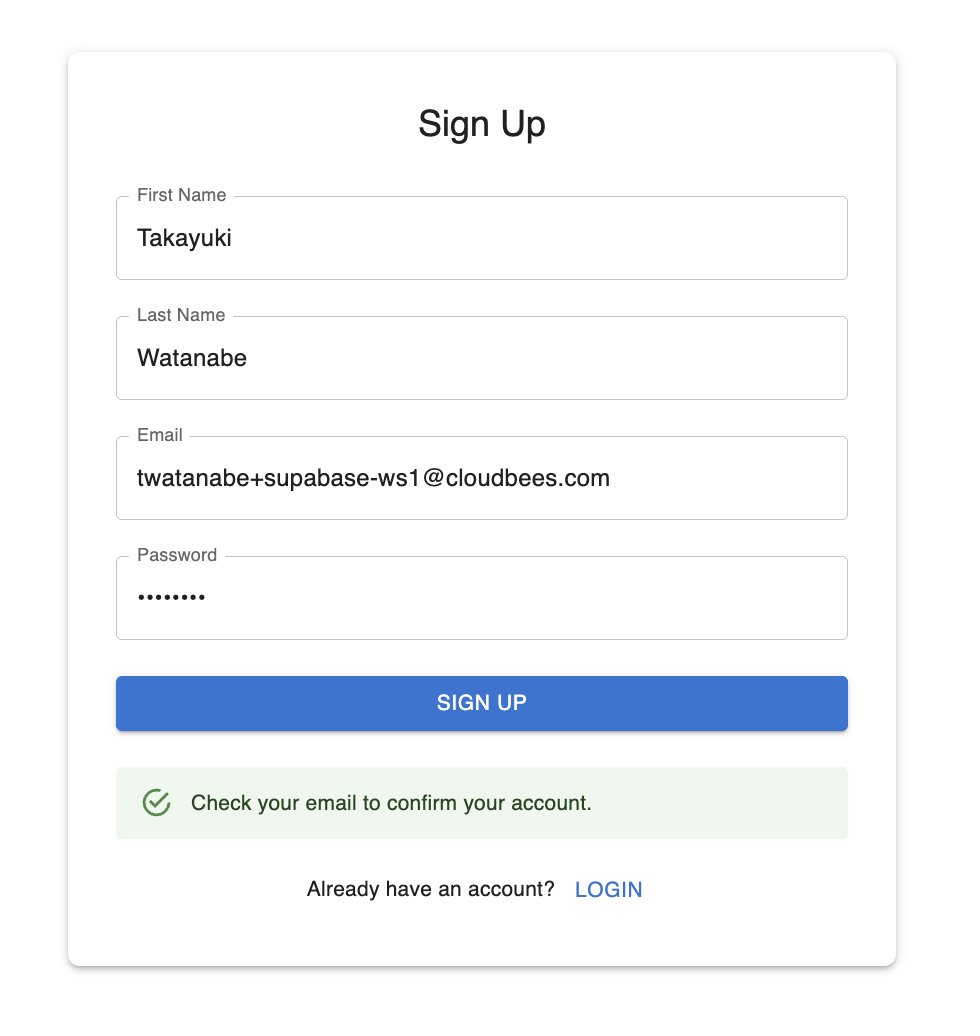 Sign Up
First Name
Takayuki
Last Name
Watanabe
Email
twatanabe+supabase-ws1@cloudbees.com
Password
••••••••
SIGN UP
Check your email to confirm your account.
Already have an account? LOGIN